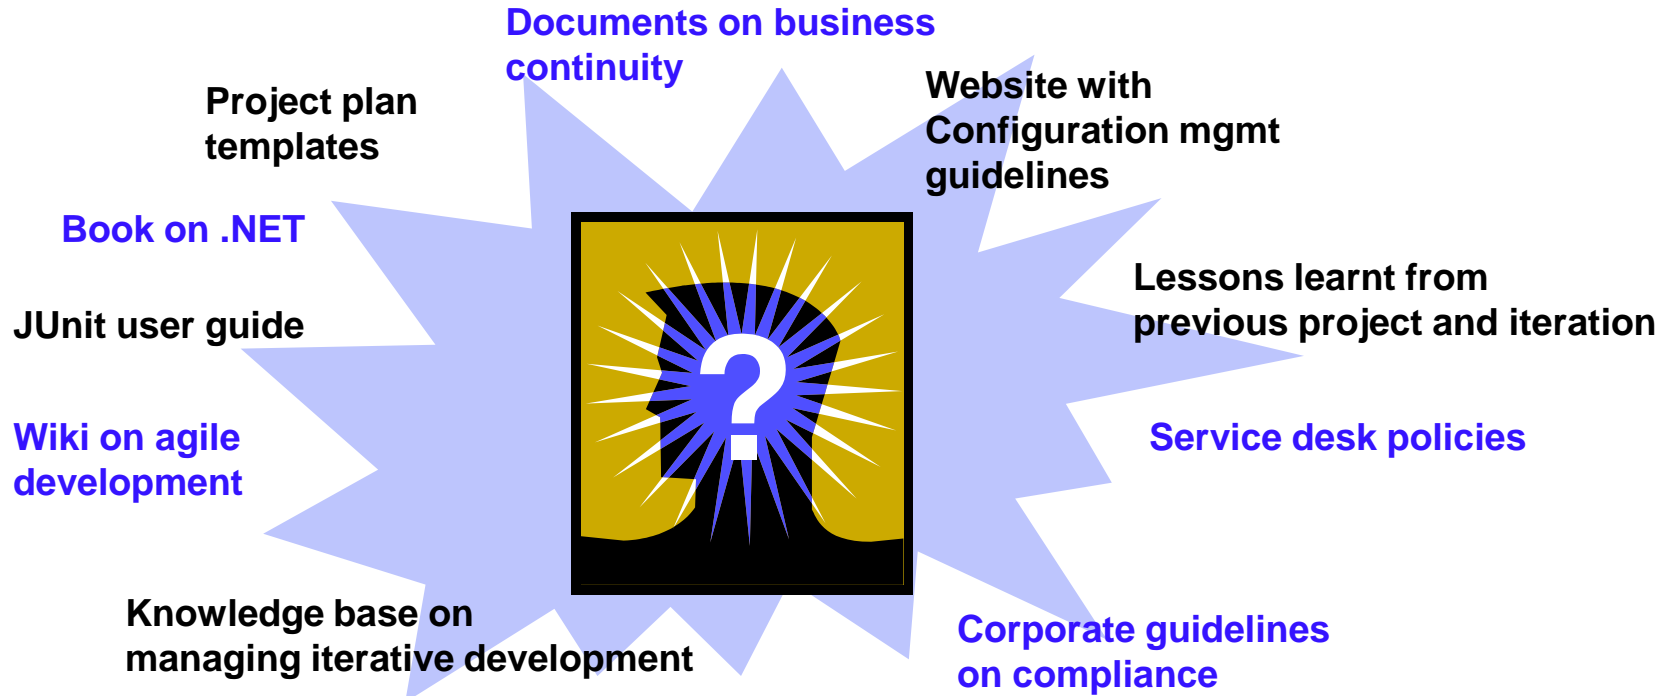 Documents on business
continuity
Project plan
templates
Website with
Configuration mgmt
guidelines
Book on .NET
Lessons learnt from
previous project and iteration
JUnit user guide
Wiki on agile
development
Service desk policies
?
Knowledge base on
managing iterative development
Corporate guidelines
on compliance